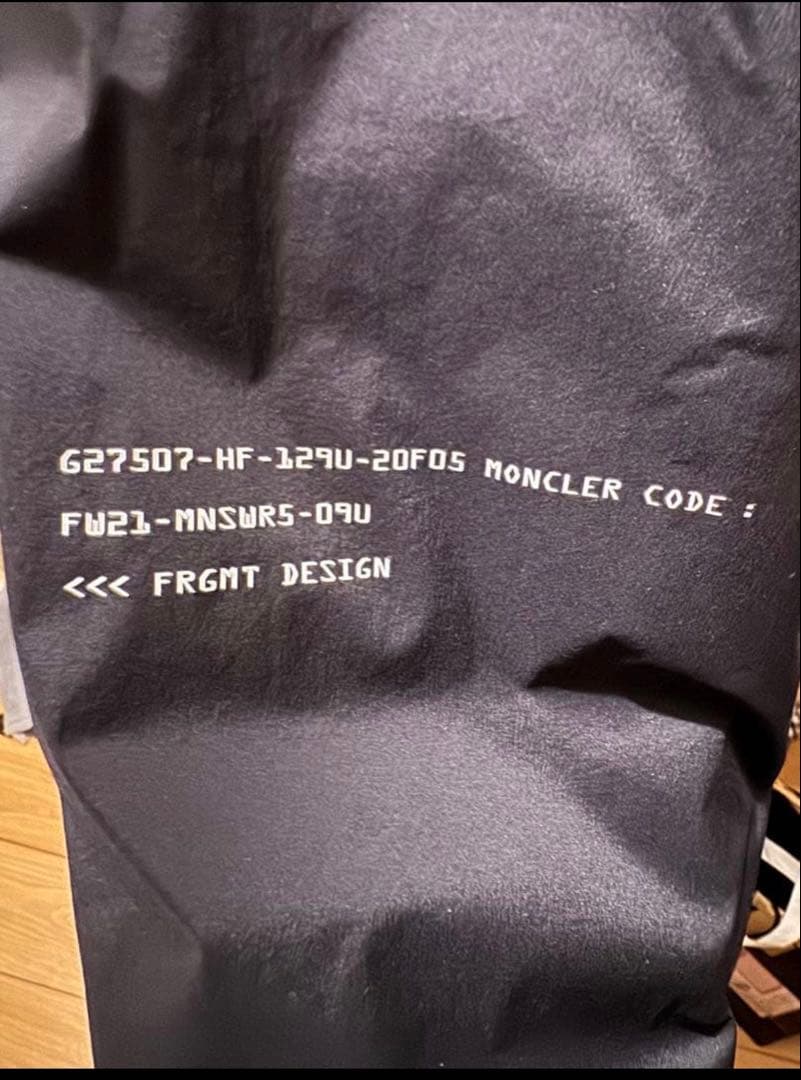 G27507-HF-129U-20F05 MONCLER CODE :
FW21-MNSWR5-09U
<<< FRGMT DESIGN